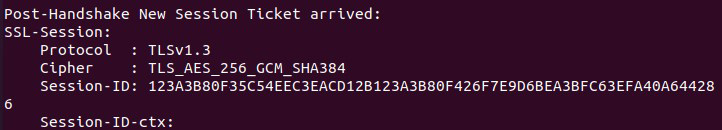 Post-Handshake New Session Ticket arrived:
SSL-Session:
    Protocol  : TLSv1.3
    Cipher    : TLS_AES_256_GCM_SHA384
    Session-ID: 123A3B80F35C54EEC3EACD12B123A3B80F426F7E9D6BEA3BFC63EFA40A64428
6
    Session-ID-ctx: